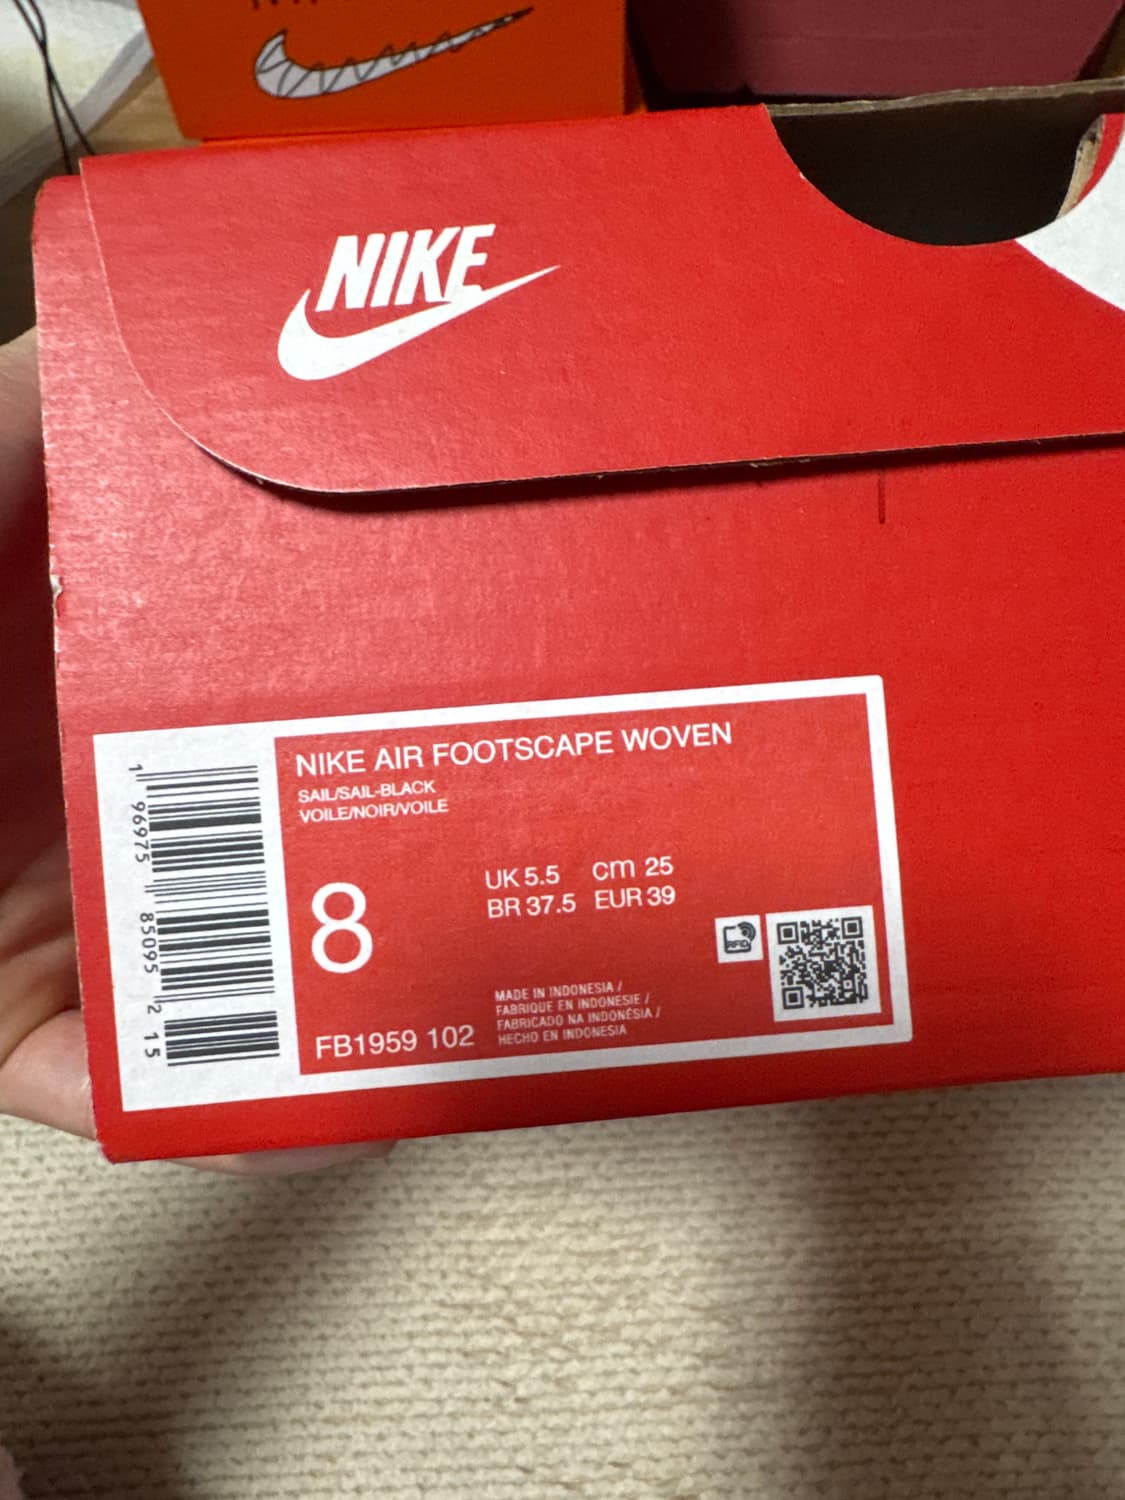 NIKE
NIKE AIR FOOTSCAPE WOVEN
SAIL/SAIL-BLACK
VOILE/NOIR/VOILE
8
UK 5.5 cm 25
BR 37.5 EUR 39
RFID
MADE IN INDONESIA /
FABRIQUE EN INDONESIE /
FABRICADO NA INDONÉSIA /
HECHO EN INDONESIA
FB1959 102
1 96975 85095 2 15